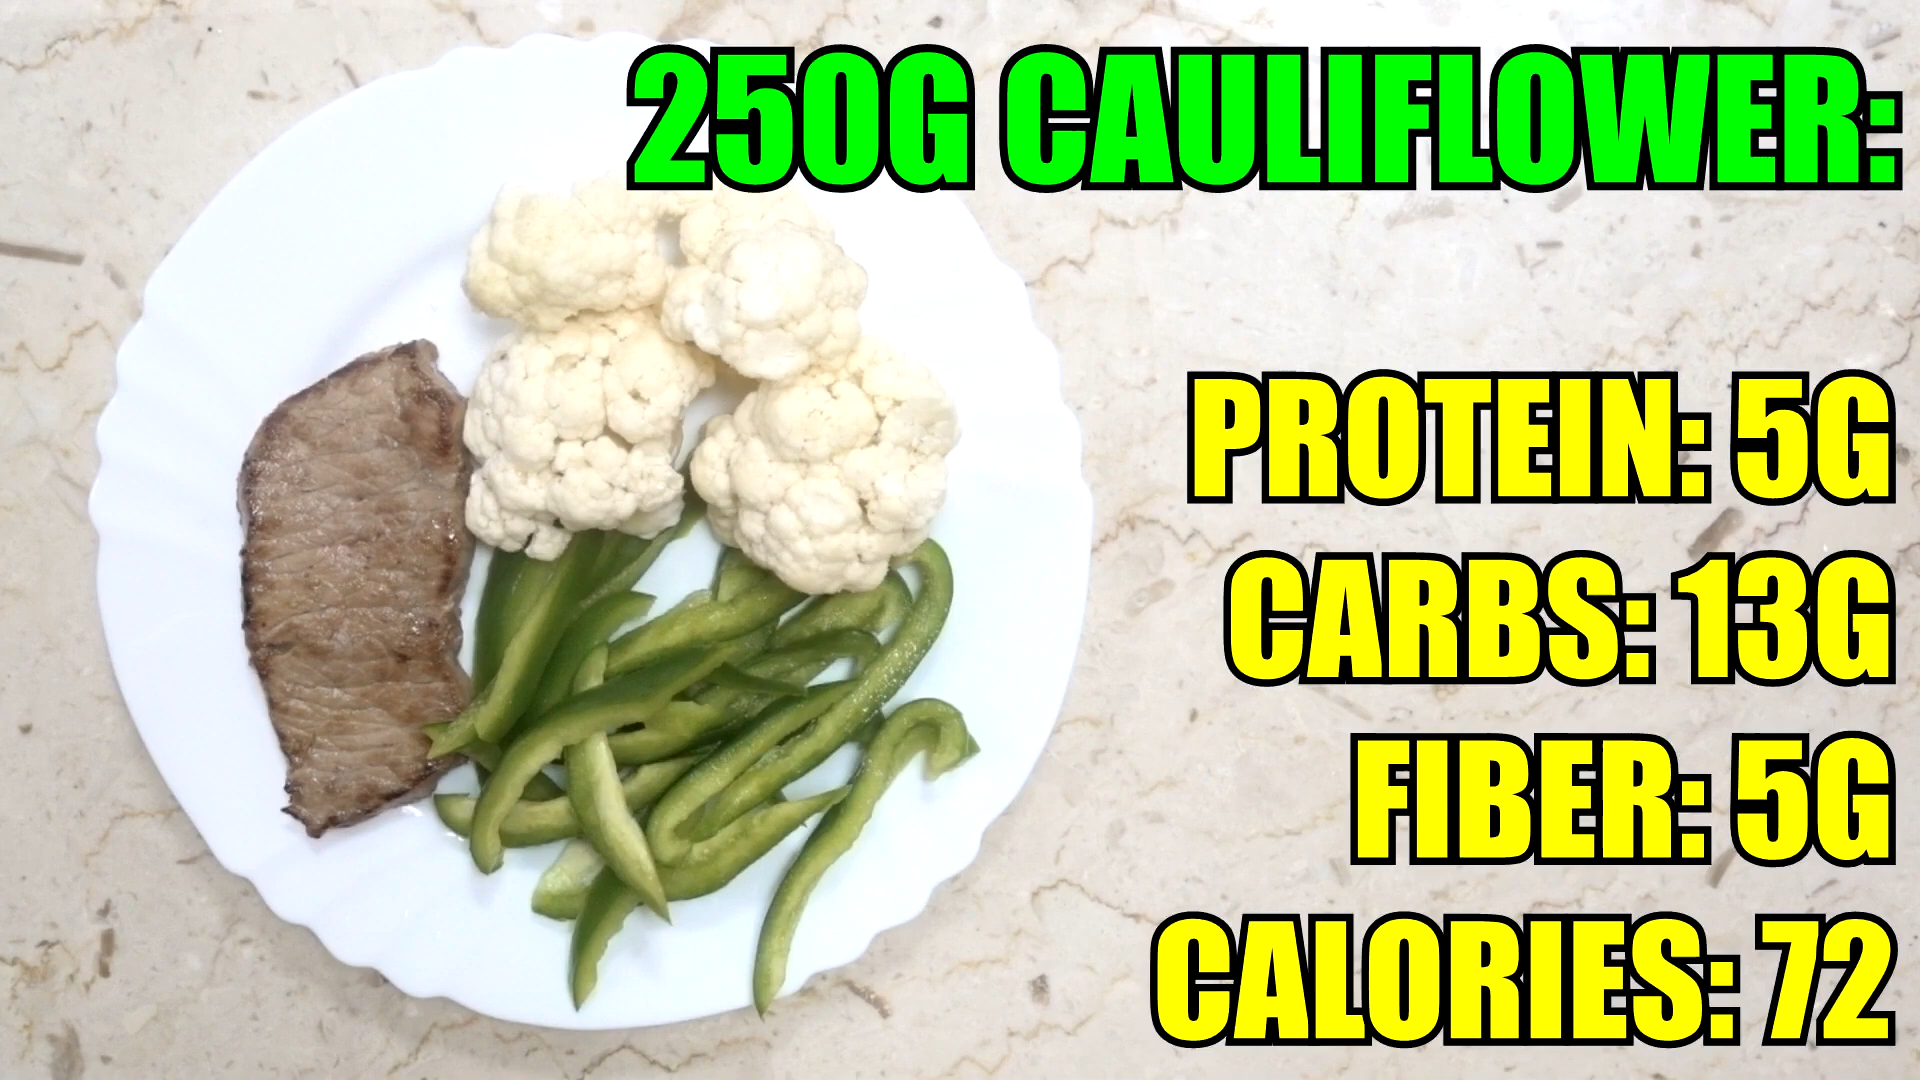 250G CAULIFLOWER:
PROTEIN: 5G
CARBS: 13G
FIBER: 5G
CALORIES: 72